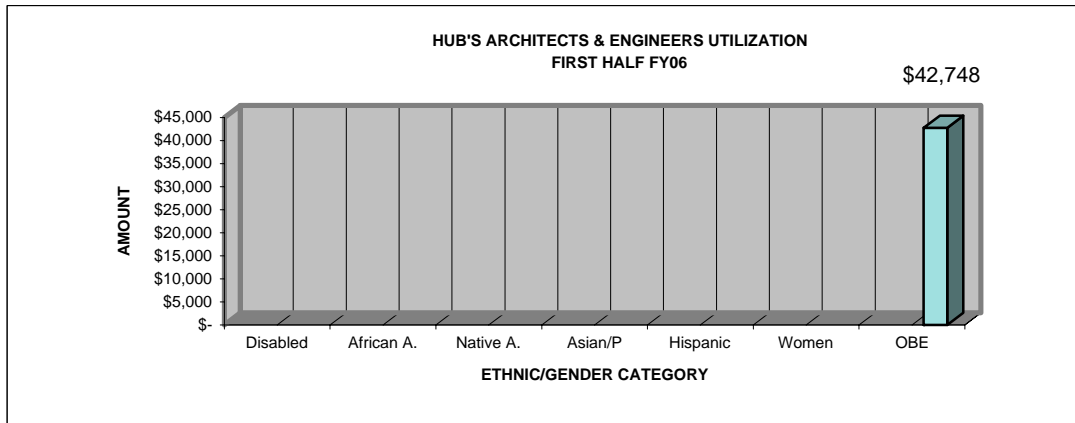 HUB'S ARCHITECTS & ENGINEERS UTILIZATION
FIRST HALF FY06
$42,748
$45,000
$40,000
$35,000
$30,000
$25,000
$20,000
$15,000
$10,000
$5,000
$-
AMOUNT
Disabled African A. Native A. Asian/P Hispanic Women OBE
ETHNIC/GENDER CATEGORY